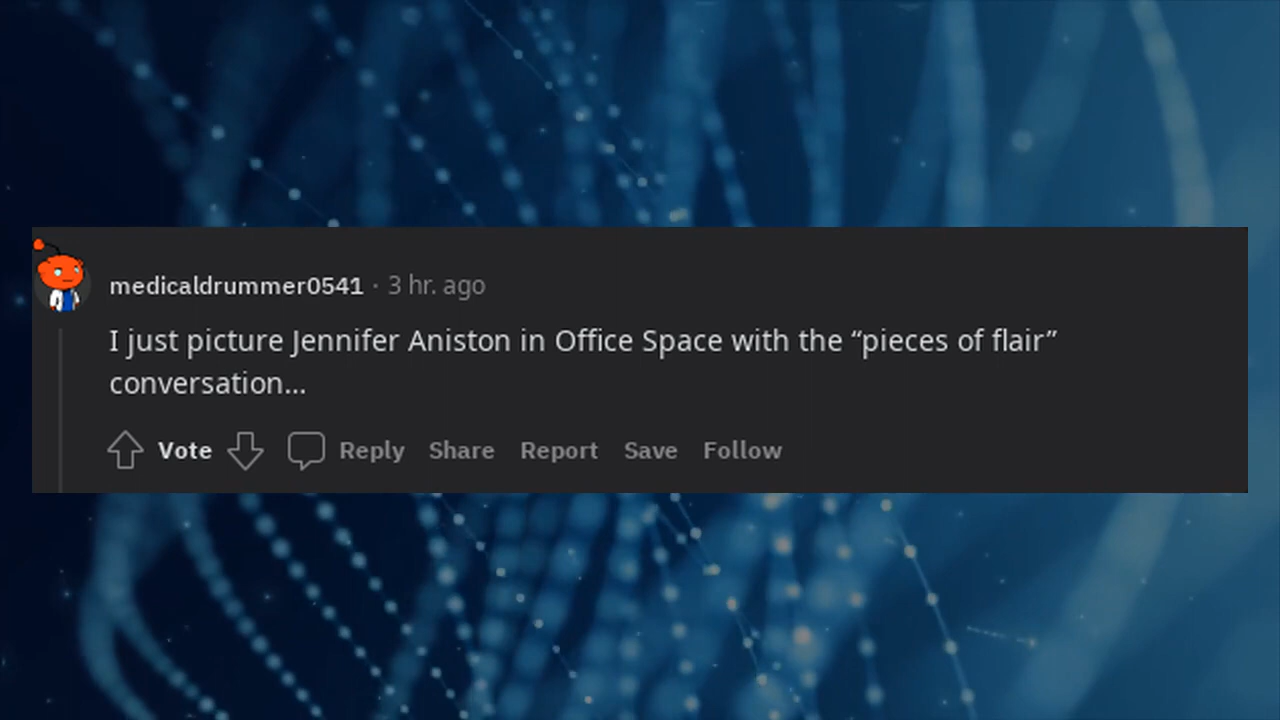 medicaldrummer0541 · 3 hr. ago
I just picture Jennifer Aniston in Office Space with the “pieces of flair”
conversation...
Vote Reply Share Report Save Follow